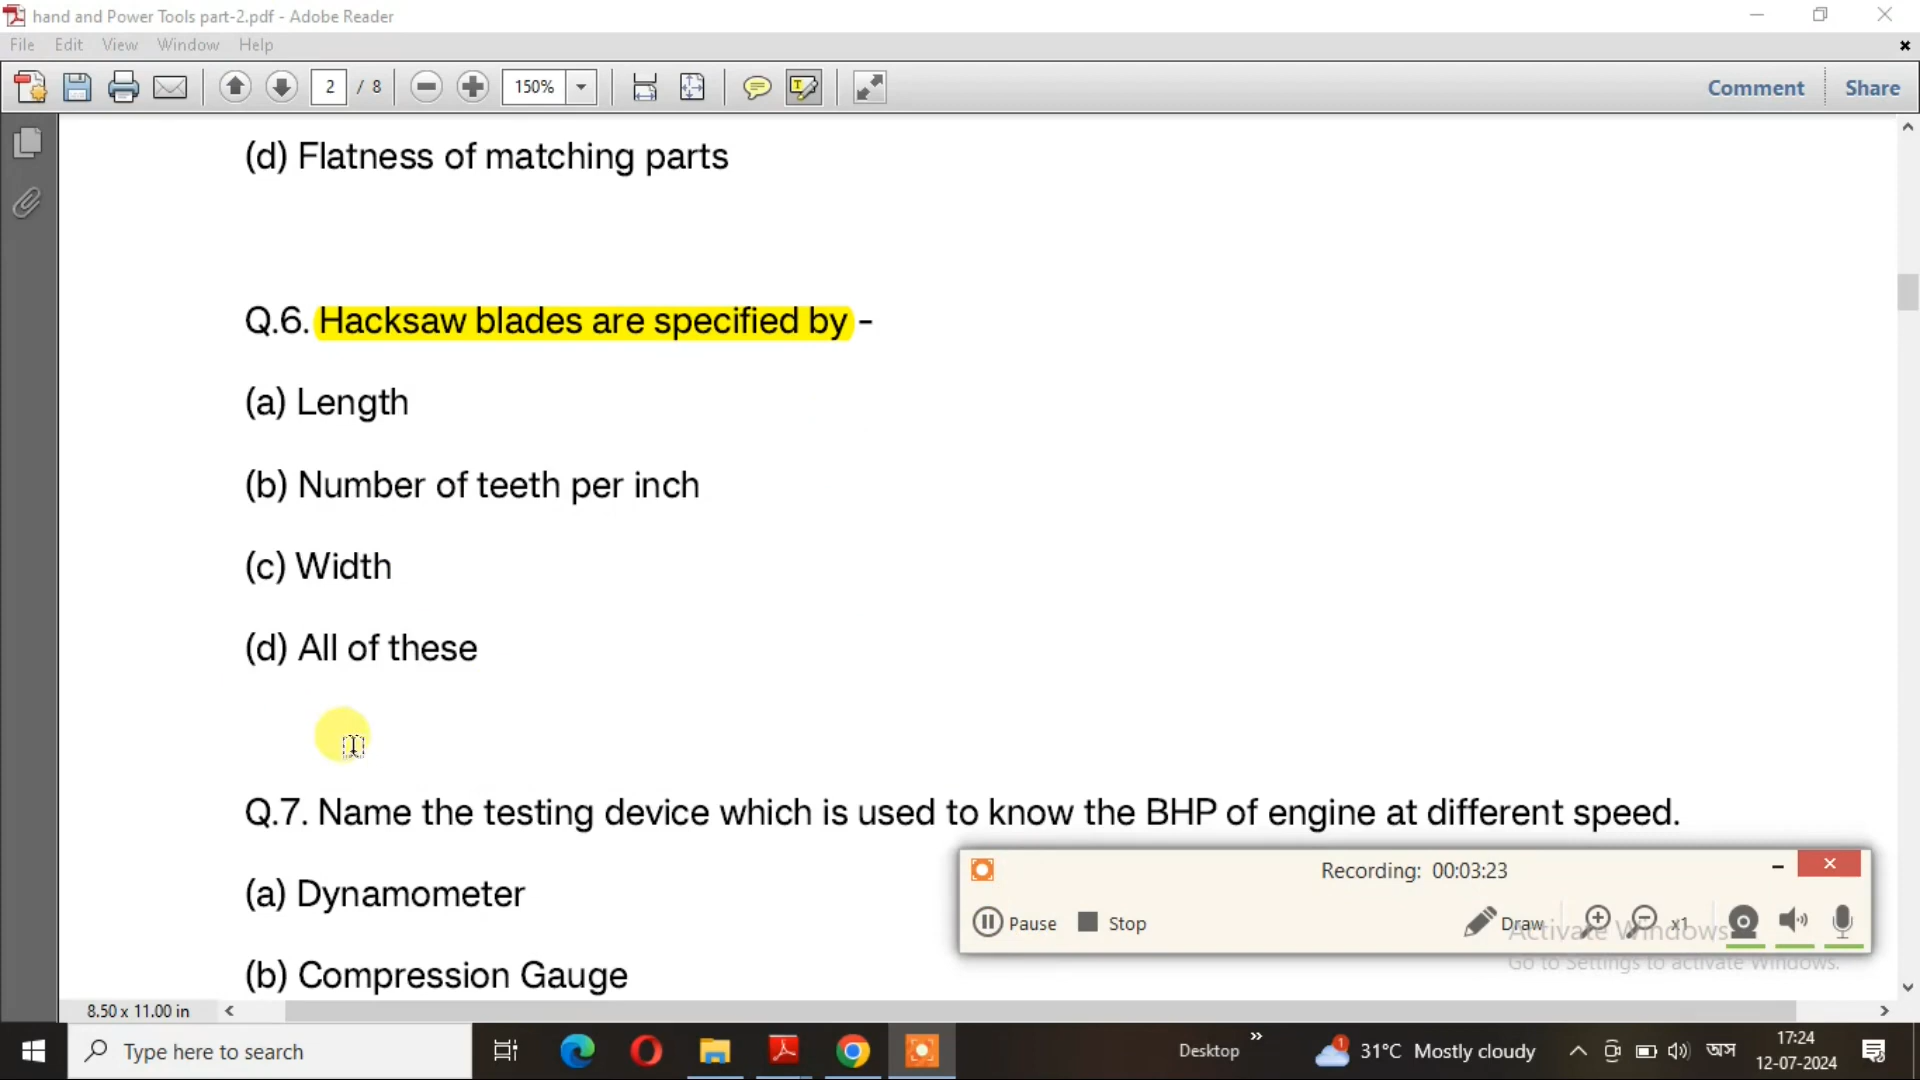 hand and Power Tools part-2.pdf - Adobe Reader
File Edit View Window Help
2 / 8 150% Comment Share
(d) Flatness of matching parts
Q.6. Hacksaw blades are specified by -
(a) Length
(b) Number of teeth per inch
(c) Width
(d) All of these
Q.7. Name the testing device which is used to know the BHP of engine at different speed.
(a) Dynamometer
(b) Compression Gauge
Recording: 00:03:23
Pause Stop Draw x1
Activate Windows
Go to Settings to activate Windows.
8.50 x 11.00 in
Type here to search
Desktop
1 31°C Mostly cloudy
অস
17:24
12-07-2024